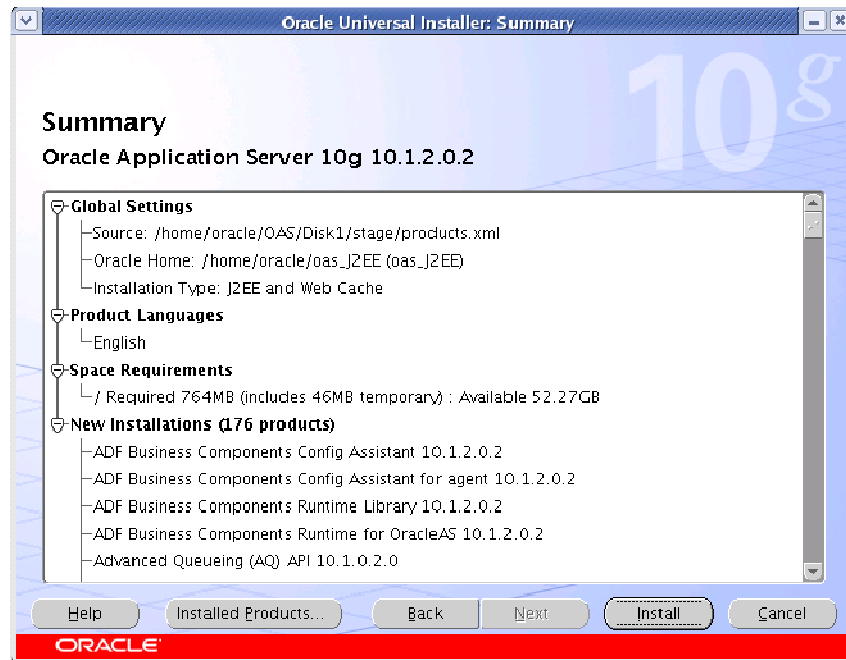 Oracle Universal Installer: Summary
10g
Summary
Oracle Application Server 10g 10.1.2.0.2
Global Settings
Source: /home/oracle/OAS/Disk1/stage/products.xml
Oracle Home: /home/oracle/oas_J2EE (oas_J2EE)
Installation Type: J2EE and Web Cache
Product Languages
English
Space Requirements
/ Required 764MB (includes 46MB temporary) : Available 52.27GB
New Installations (176 products)
ADF Business Components Config Assistant 10.1.2.0.2
ADF Business Components Config Assistant for agent 10.1.2.0.2
ADF Business Components Runtime Library 10.1.2.0.2
ADF Business Components Runtime for OracleAS 10.1.2.0.2
Advanced Queueing (AQ) API 10.1.0.2.0
Help Installed Products... Back Next Install Cancel
ORACLE